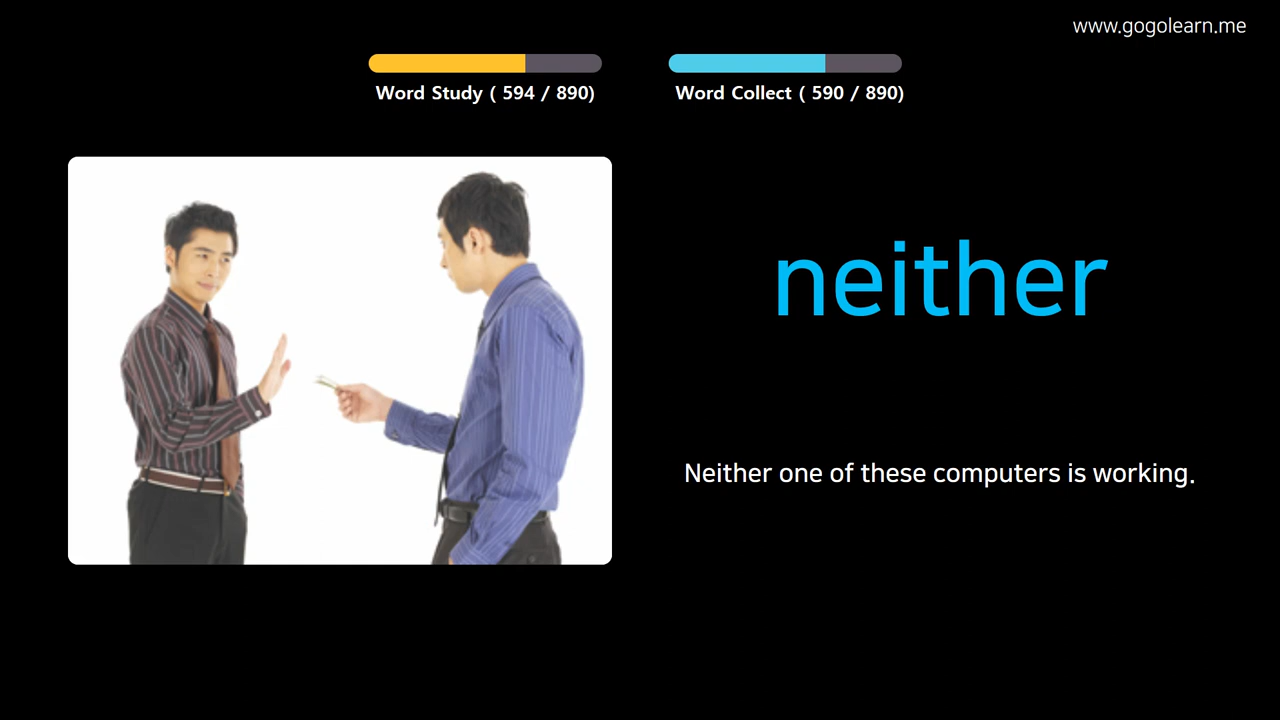 www.gogolearn.me
Word Study ( 594 / 890)
Word Collect ( 590 / 890)
neither
Neither one of these computers is working.